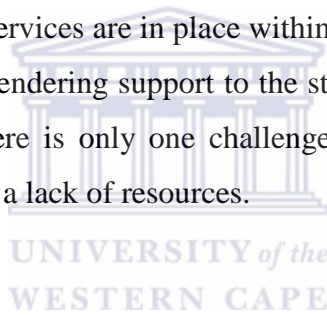 ervices are in place within
endering support to the st
ere is only one challenge
a lack of resources.
UNIVERSITY of the
WESTERN CAPE